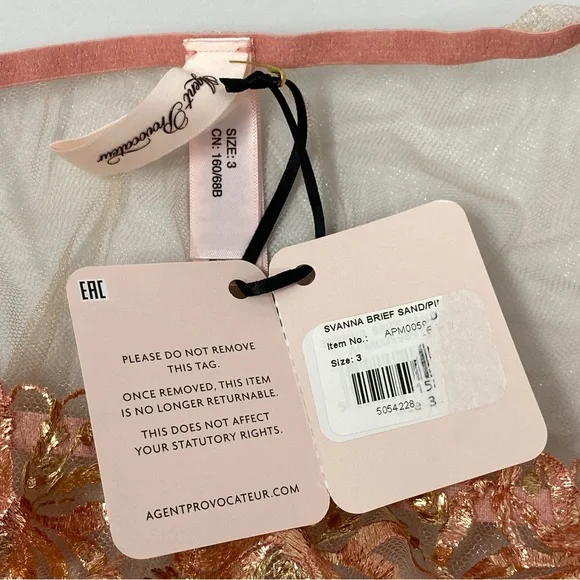 Agent Provocateur
SIZE: 3
CN: 160/68B
EAC
PLEASE DO NOT REMOVE
THIS TAG.
ONCE REMOVED, THIS ITEM
IS NO LONGER RETURNABLE.
THIS DOES NOT AFFECT
YOUR STATUTORY RIGHTS.
AGENTPROVOCATEUR.COM
SVANNA BRIEF SAND/PI
Item No.: APM005
Size: 3
5054228
3